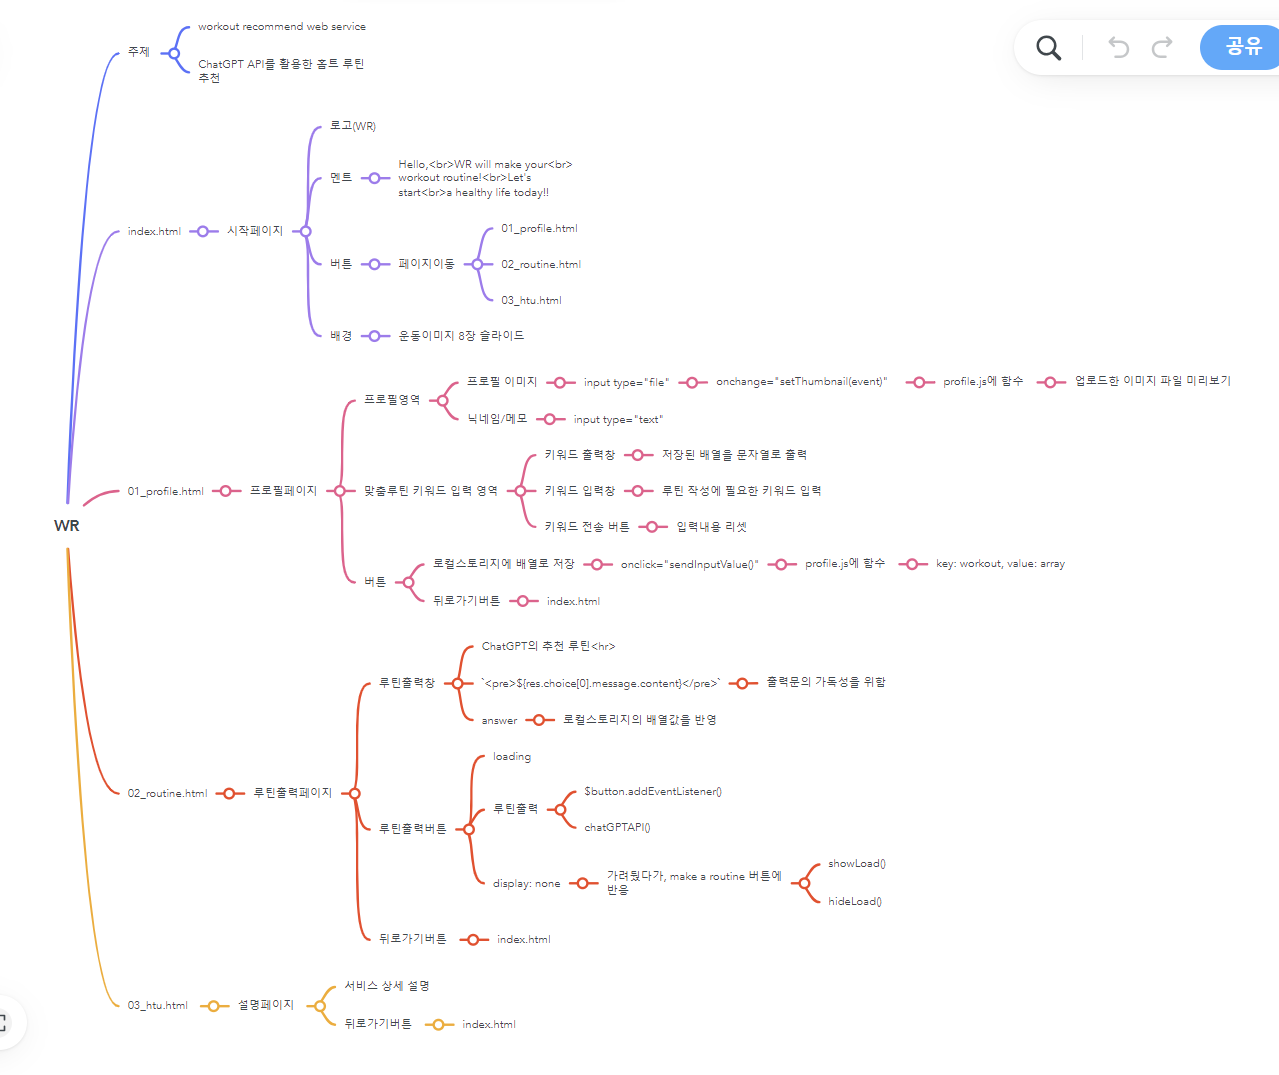 workout recommend web service
주제
ChatGPT API를 활용한 홈트 루틴
추천
공유
로고(WR)
멘트
Hello,<br>WR will make your<br>
workout routine!<br>Let's
start<br>a healthy life today!!
index.html
시작페이지
버튼
페이지이동
01_profile.html
02_routine.html
03_htu.html
배경
운동이미지 8장 슬라이드
WR
01_profile.html
프로필페이지
프로필영역
프로필 이미지
input type="file"
onchange="setThumbnail(event)"
profile.js에 함수
업로드한 이미지 파일 미리보기
닉네임/메모
input type="text"
맞춤루틴 키워드 입력 영역
키워드 출력창
저장된 배열을 문자열로 출력
키워드 입력창
루틴 작성에 필요한 키워드 입력
키워드 전송 버튼
입력내용 리셋
버튼
로컬스토리지에 배열로 저장
onclick="sendInputValue()"
profile.js에 함수
key: workout, value: array
뒤로가기버튼
index.html
02_routine.html
루틴출력페이지
루틴출력창
ChatGPT의 추천 루틴<hr>
`<pre>${res.choice[0].message.content}</pre>`
출력문의 가독성을 위함
answer
로컬스토리지의 배열값을 반영
루틴출력버튼
loading
루틴출력
$button.addEventListener()
chatGPTAPI()
display: none
가려뒀다가, make a routine 버튼에
반응
showLoad()
hideLoad()
뒤로가기버튼
index.html
03_htu.html
설명페이지
서비스 상세 설명
뒤로가기버튼
index.html